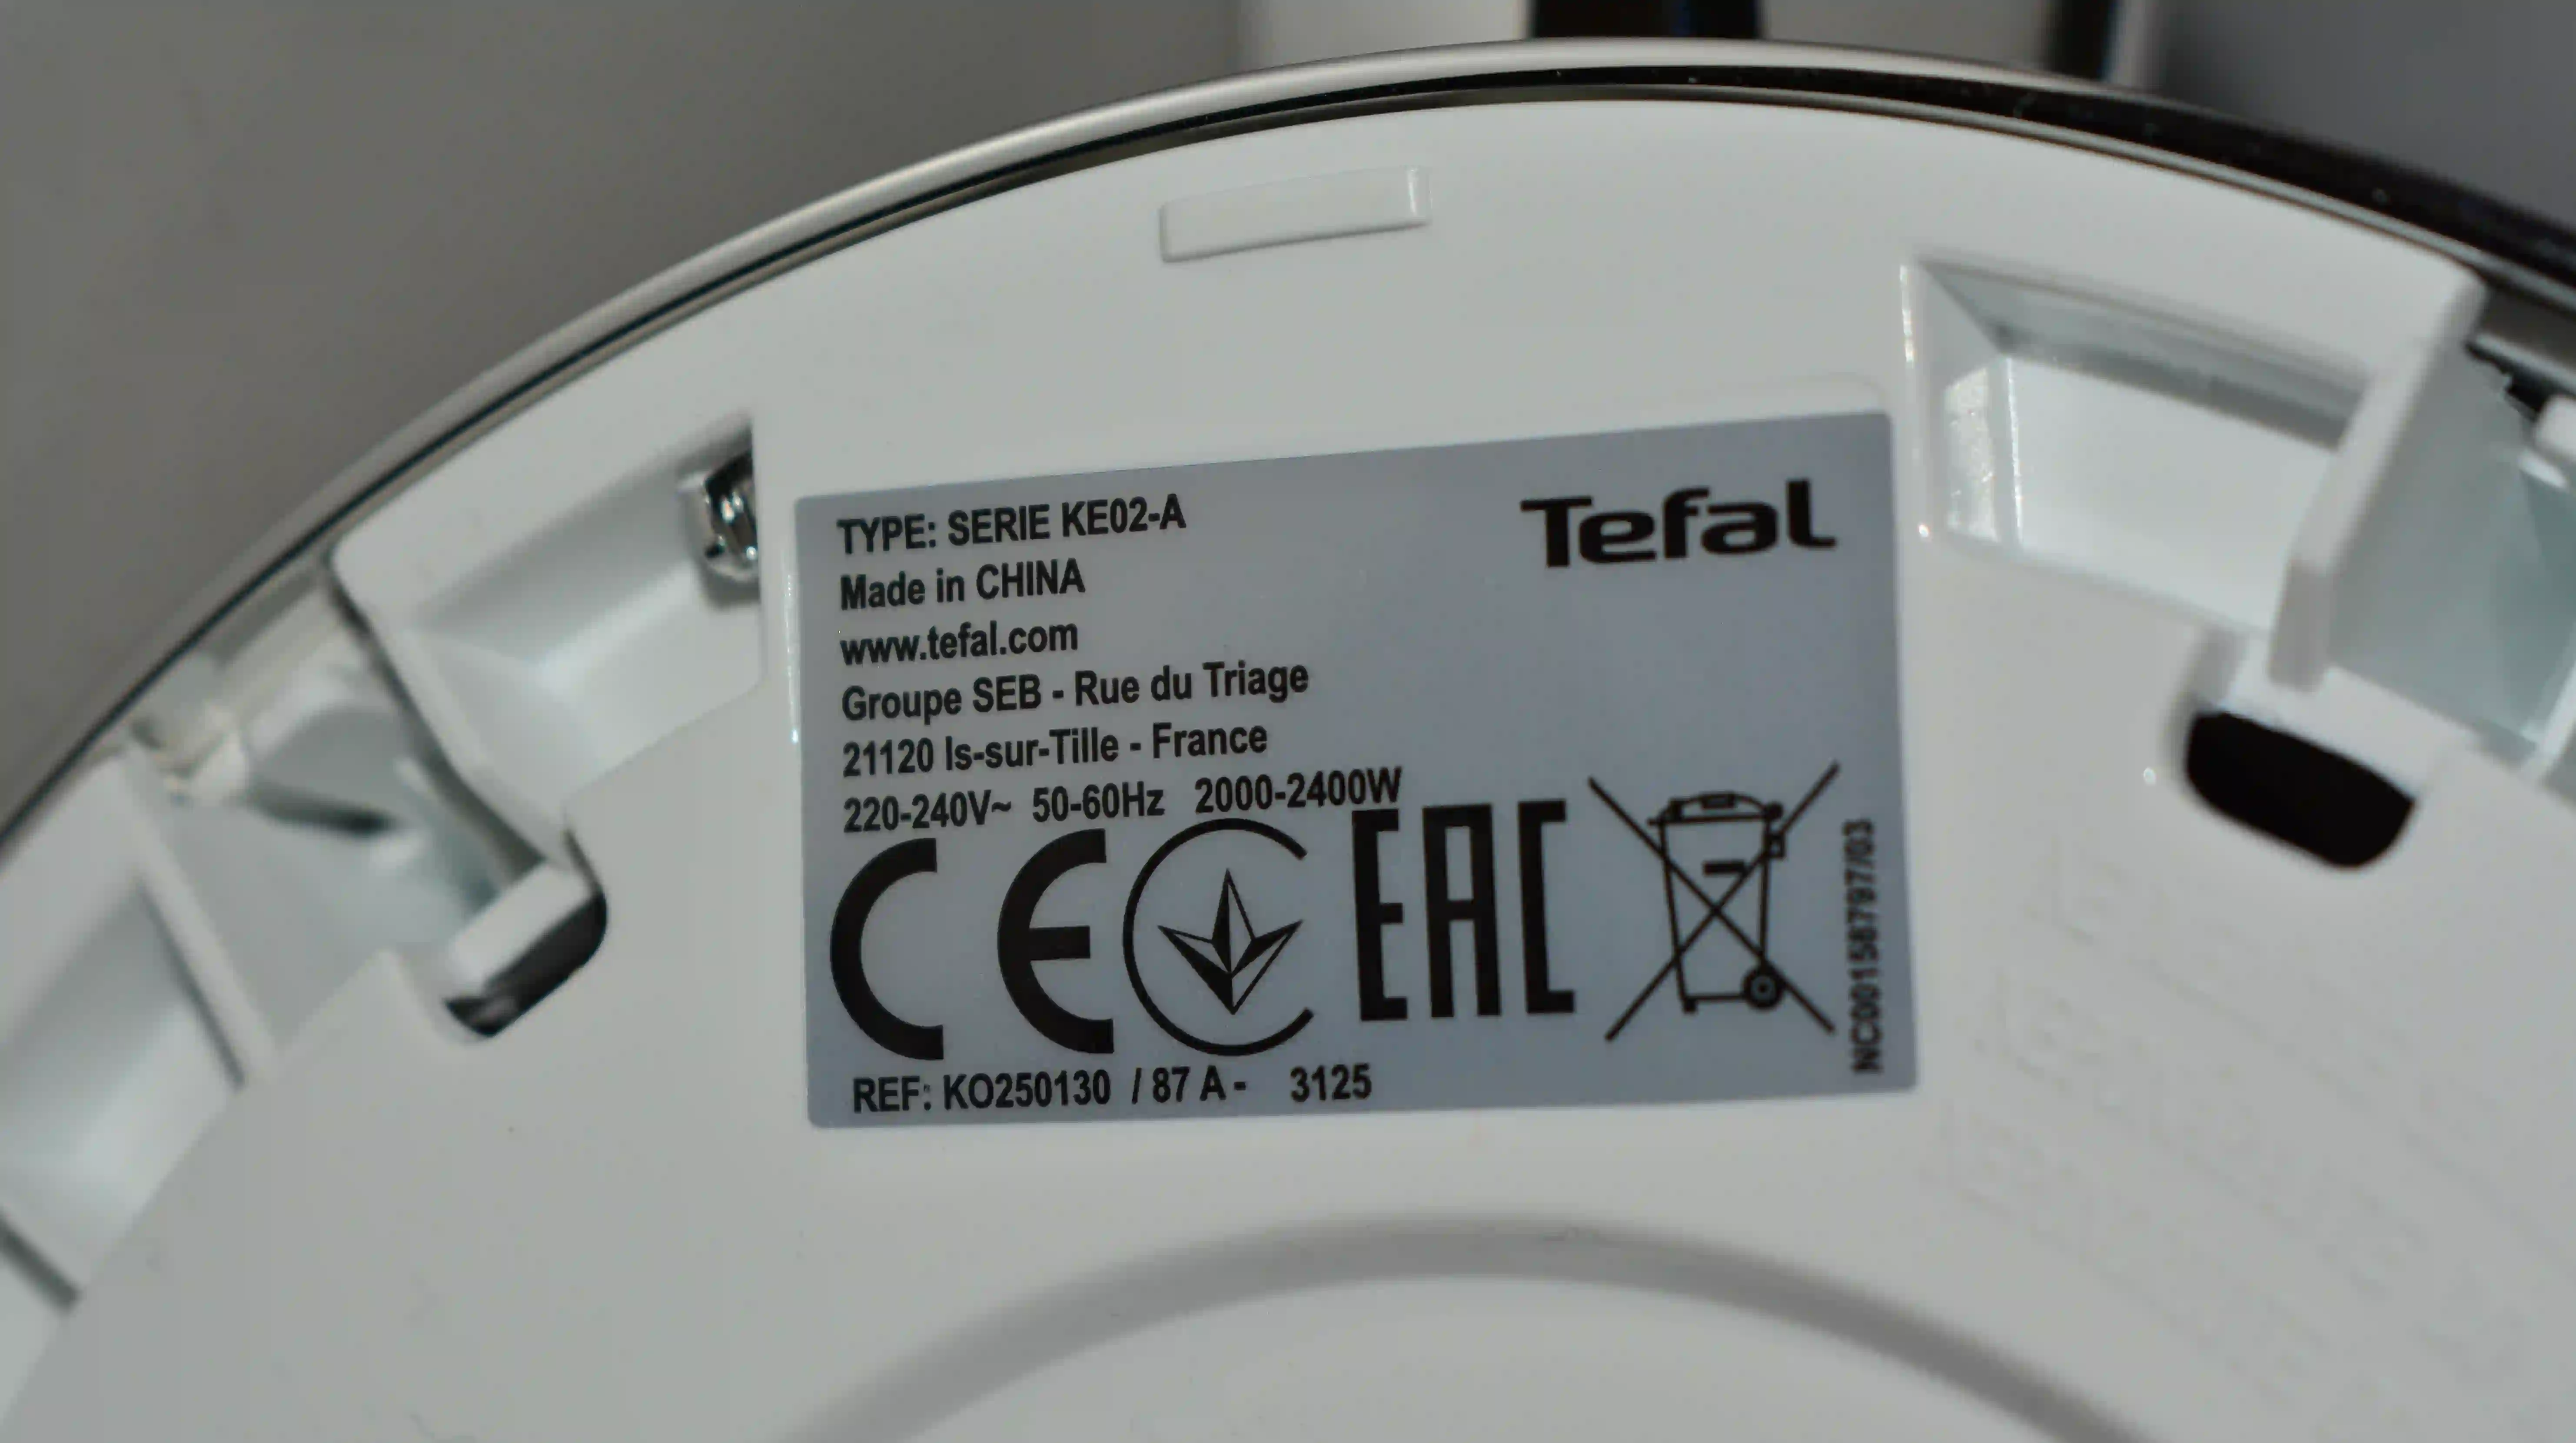 TYPE: SERIE KE02-A
Tefal
Made in CHINA
www.tefal.com
Groupe SEB - Rue du Triage
21120 Is-sur-Tille - France
220-240V~ 50-60Hz 2000-2400W
CE
EAC
NC00158797/03
REF: KO250130 / 87 A - 3125